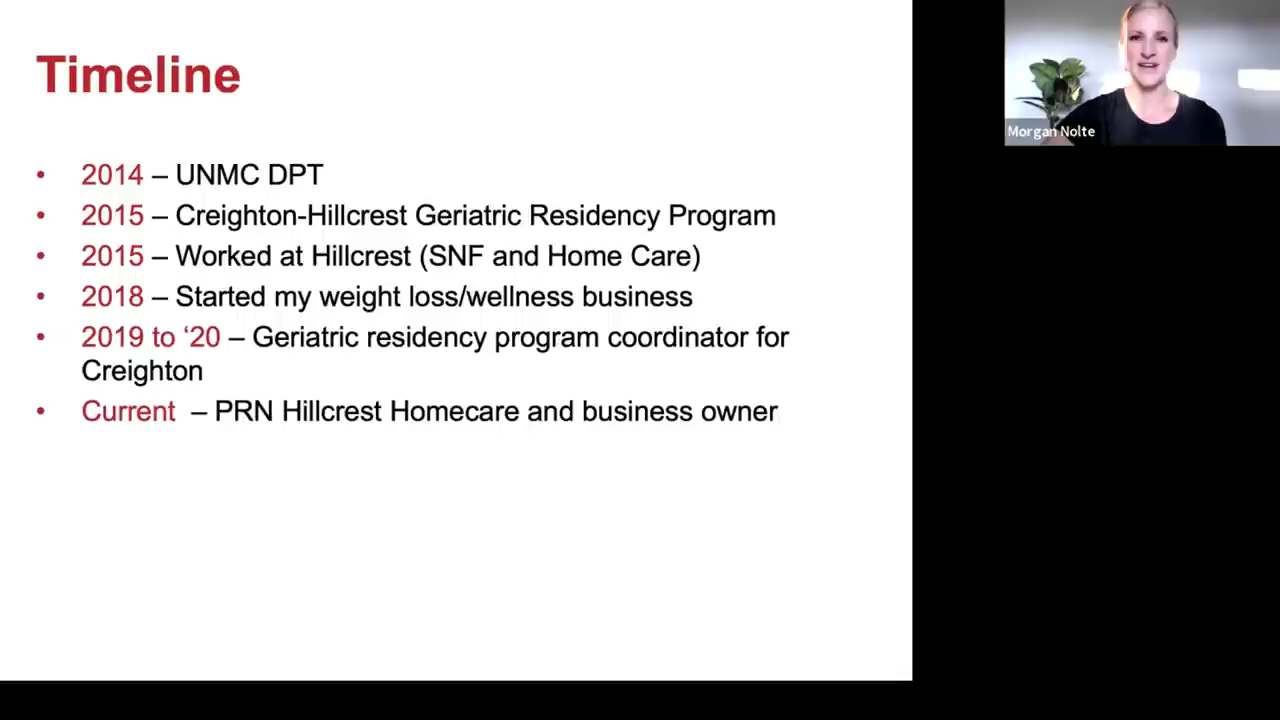 Timeline
• 2014 – UNMC DPT
• 2015 – Creighton-Hillcrest Geriatric Residency Program
• 2015 – Worked at Hillcrest (SNF and Home Care)
• 2018 – Started my weight loss/wellness business
• 2019 to ‘20 – Geriatric residency program coordinator for
Creighton
• Current – PRN Hillcrest Homecare and business owner
Morgan Nolte